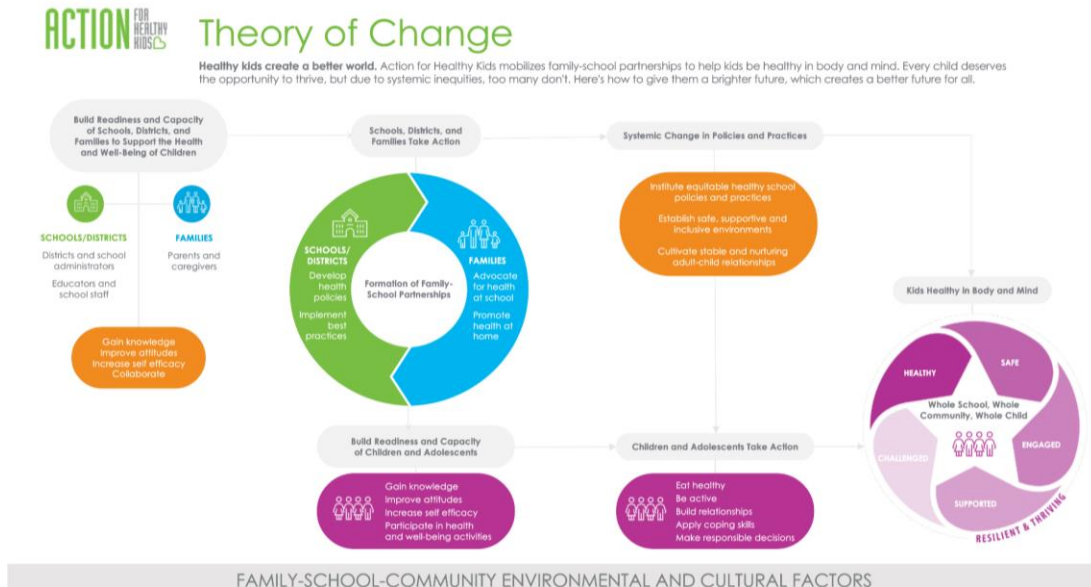 ACTION FOR HEALTHY KIDS
Theory of Change
Healthy kids create a better world. Action for Healthy Kids mobilizes family-school partnerships to help kids be healthy in body and mind. Every child deserves
the opportunity to thrive, but due to systemic inequities, too many don't. Here's how to give them a brighter future, which creates a better future for all.
Build Readiness and Capacity
of Schools, Districts, and
Families to Support the Health
and Well-Being of Children
SCHOOLS/DISTRICTS
Districts and school
administrators
Educators and
school staff
FAMILIES
Parents and
caregivers
Gain knowledge
Improve attitudes
Increase self efficacy
Collaborate
Schools, Districts, and
Families Take Action
SCHOOLS/
DISTRICTS
Develop
health
policies
Implement
best
practices
Formation of Family-
School Partnerships
FAMILIES
Advocate
for health
at school
Promote
health at
home
Build Readiness and Capacity
of Children and Adolescents
Gain knowledge
Improve attitudes
Increase self efficacy
Participate in health
and well-being activities
Systemic Change in Policies and Practices
Institute equitable healthy school
policies and practices
Establish safe, supportive and
inclusive environments
Cultivate stable and nurturing
adult-child relationships
Children and Adolescents Take Action
Eat healthy
Be active
Build relationships
Apply coping skills
Make responsible decisions
Kids Healthy in Body and Mind
HEALTHY
SAFE
ENGAGED
SUPPORTED
CHALLENGED
Whole School, Whole
Community, Whole Child
RESILIENT & THRIVING
FAMILY-SCHOOL-COMMUNITY ENVIRONMENTAL AND CULTURAL FACTORS